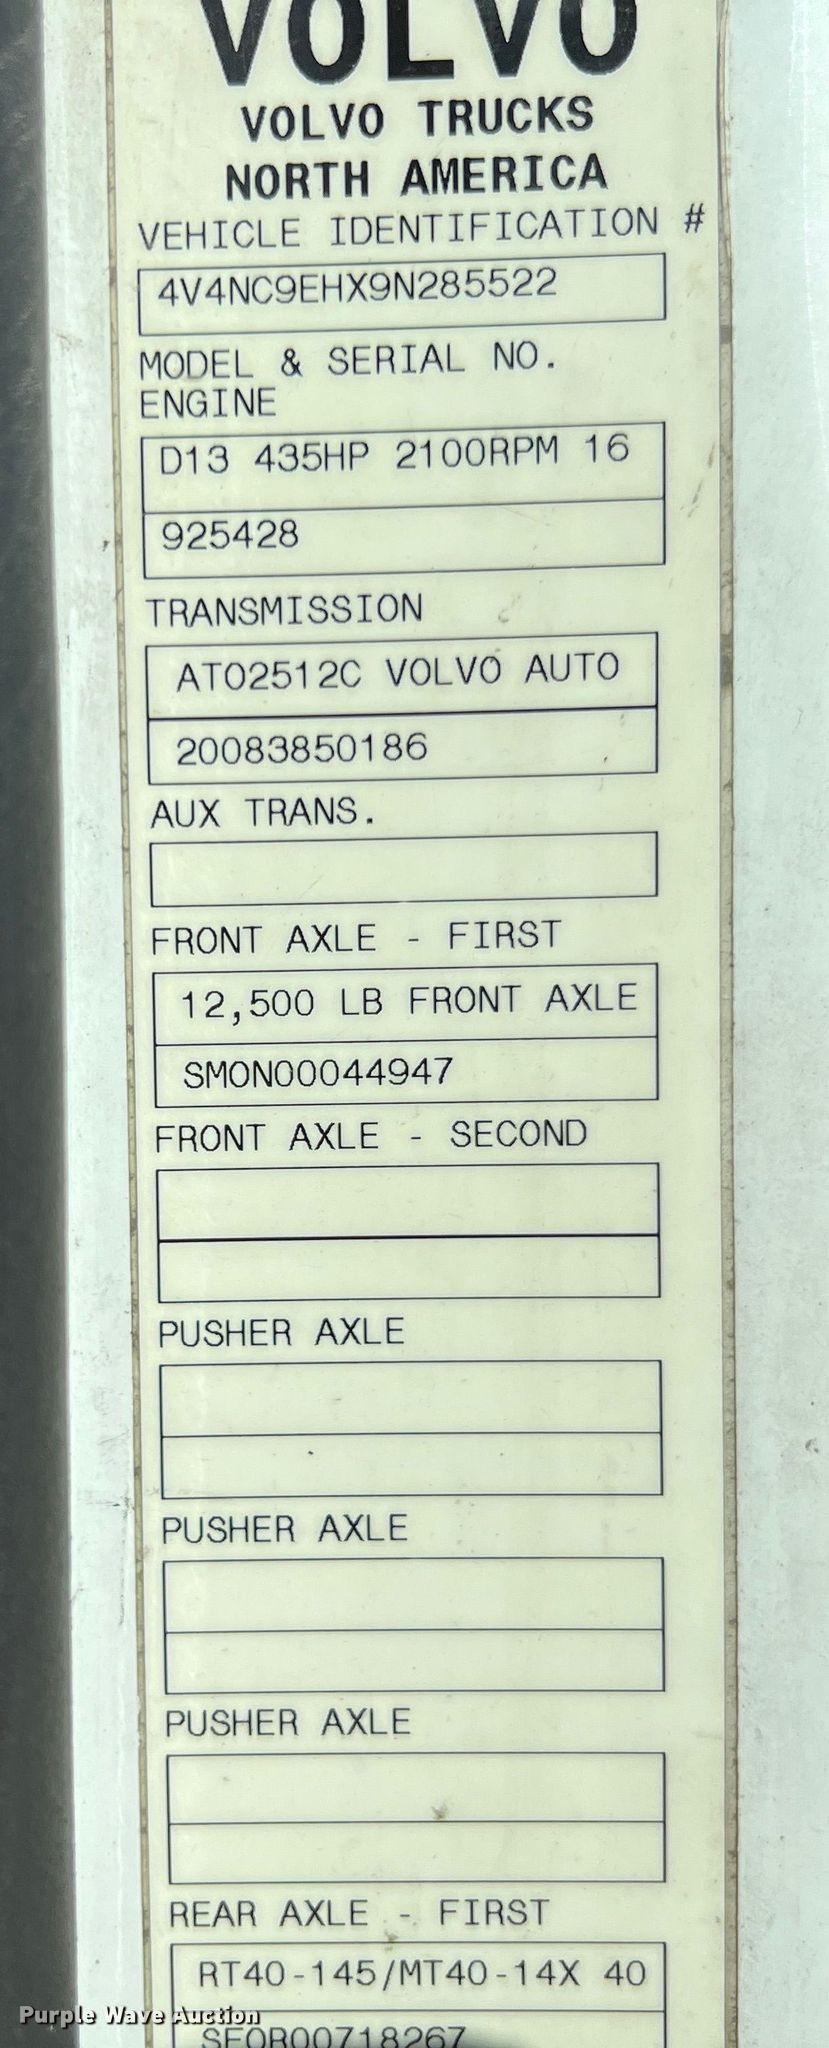 VOLVO
VOLVO TRUCKS
NORTH AMERICA
VEHICLE IDENTIFICATION #
4V4NC9EHX9N285522
MODEL & SERIAL NO.
ENGINE
D13 435HP 2100RPM 16
925428
TRANSMISSION
ATO2512C VOLVO AUTO
20083850186
AUX TRANS.
FRONT AXLE - FIRST
12,500 LB FRONT AXLE
SMON00044947
FRONT AXLE - SECOND
PUSHER AXLE
PUSHER AXLE
PUSHER AXLE
REAR AXLE - FIRST
RT40-145/MT40-14X 40
Purple Wave Auction
SFOR00718267